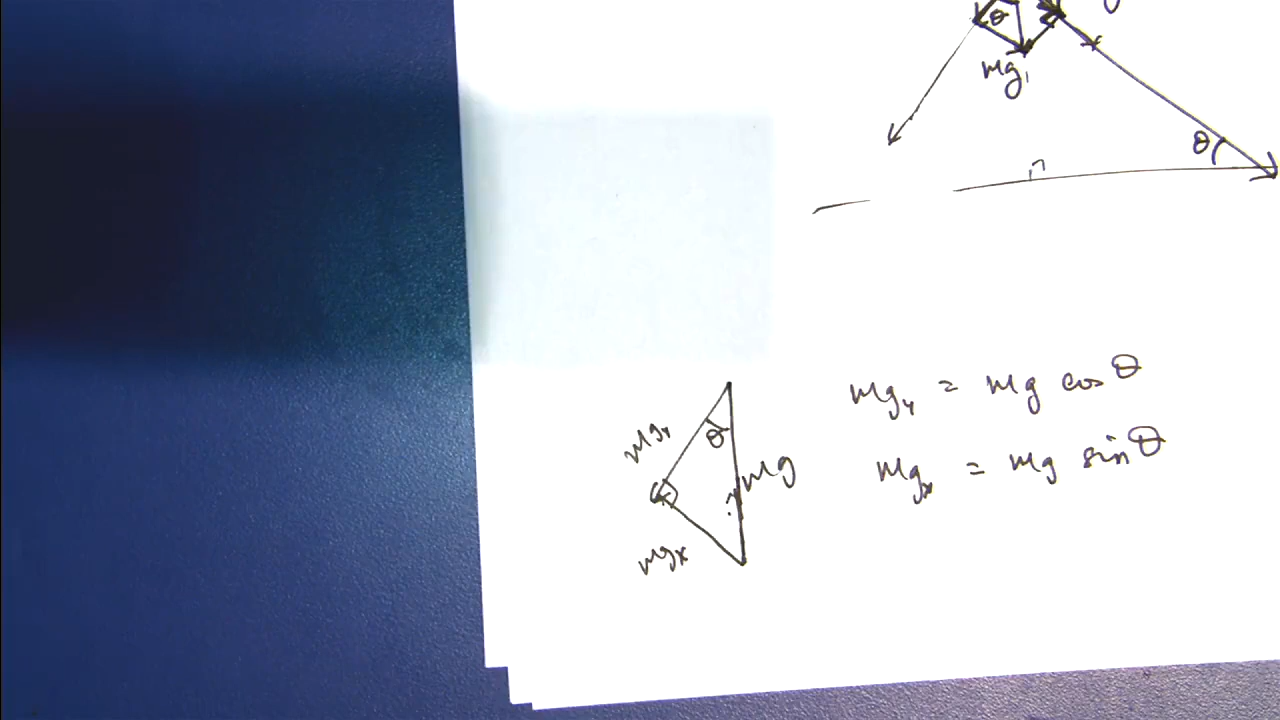 θ
mg₁
θ
mgᵧ = mg cos θ
mgᵧ
θ
mg
mgₓ = mg sin θ
mgₓ